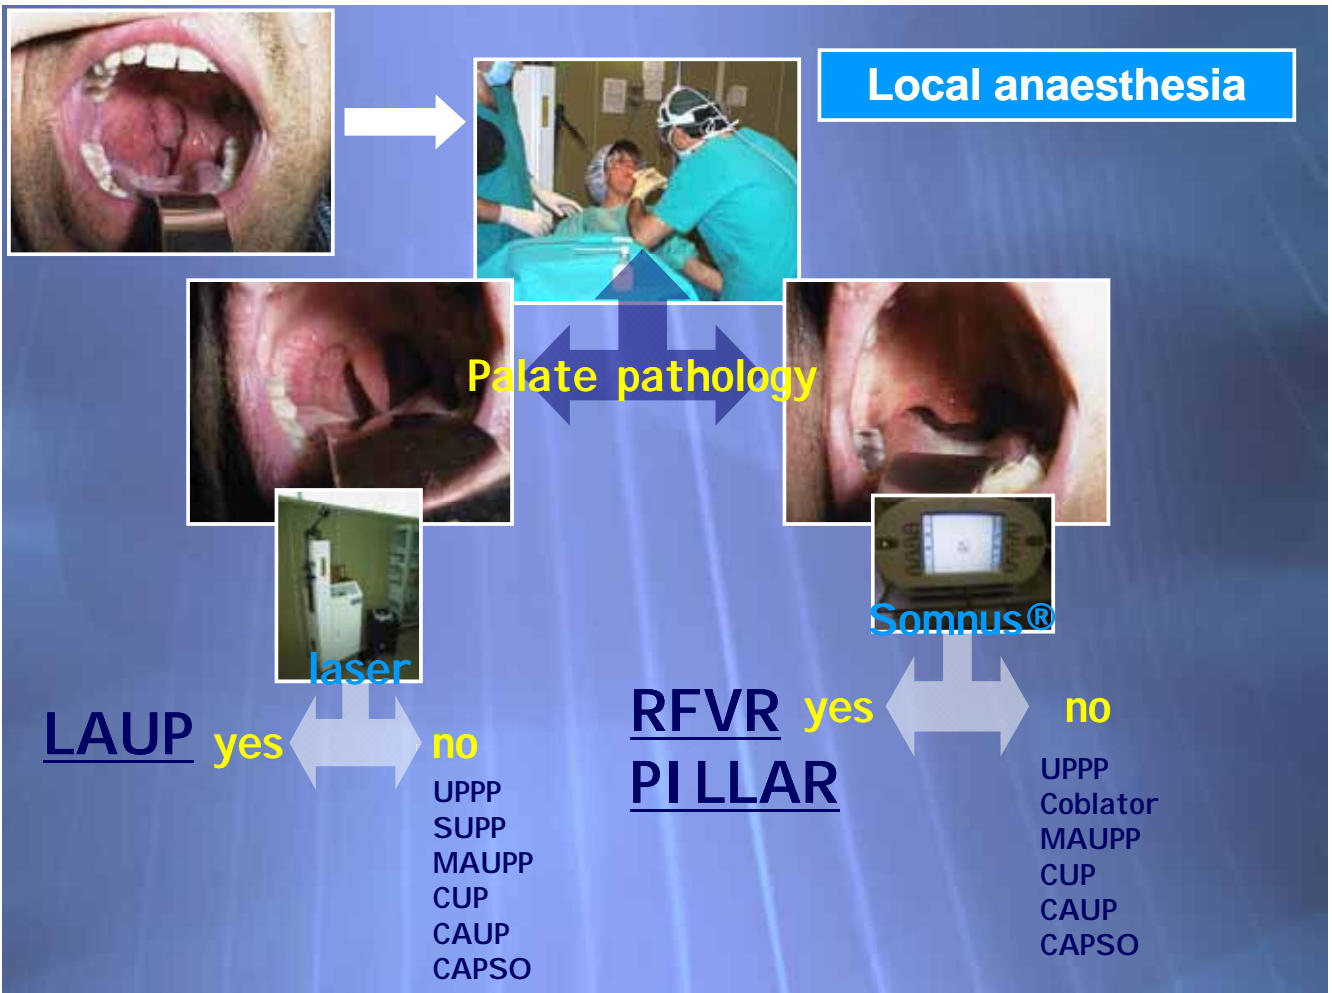 Local anaesthesia
Palate pathology
laser
Somnus®
LAUP yes no
UPPP
SUPP
MAUPP
CUP
CAUP
CAPSO
RFVR yes no
PILLAR
UPPP
Coblator
MAUPP
CUP
CAUP
CAPSO